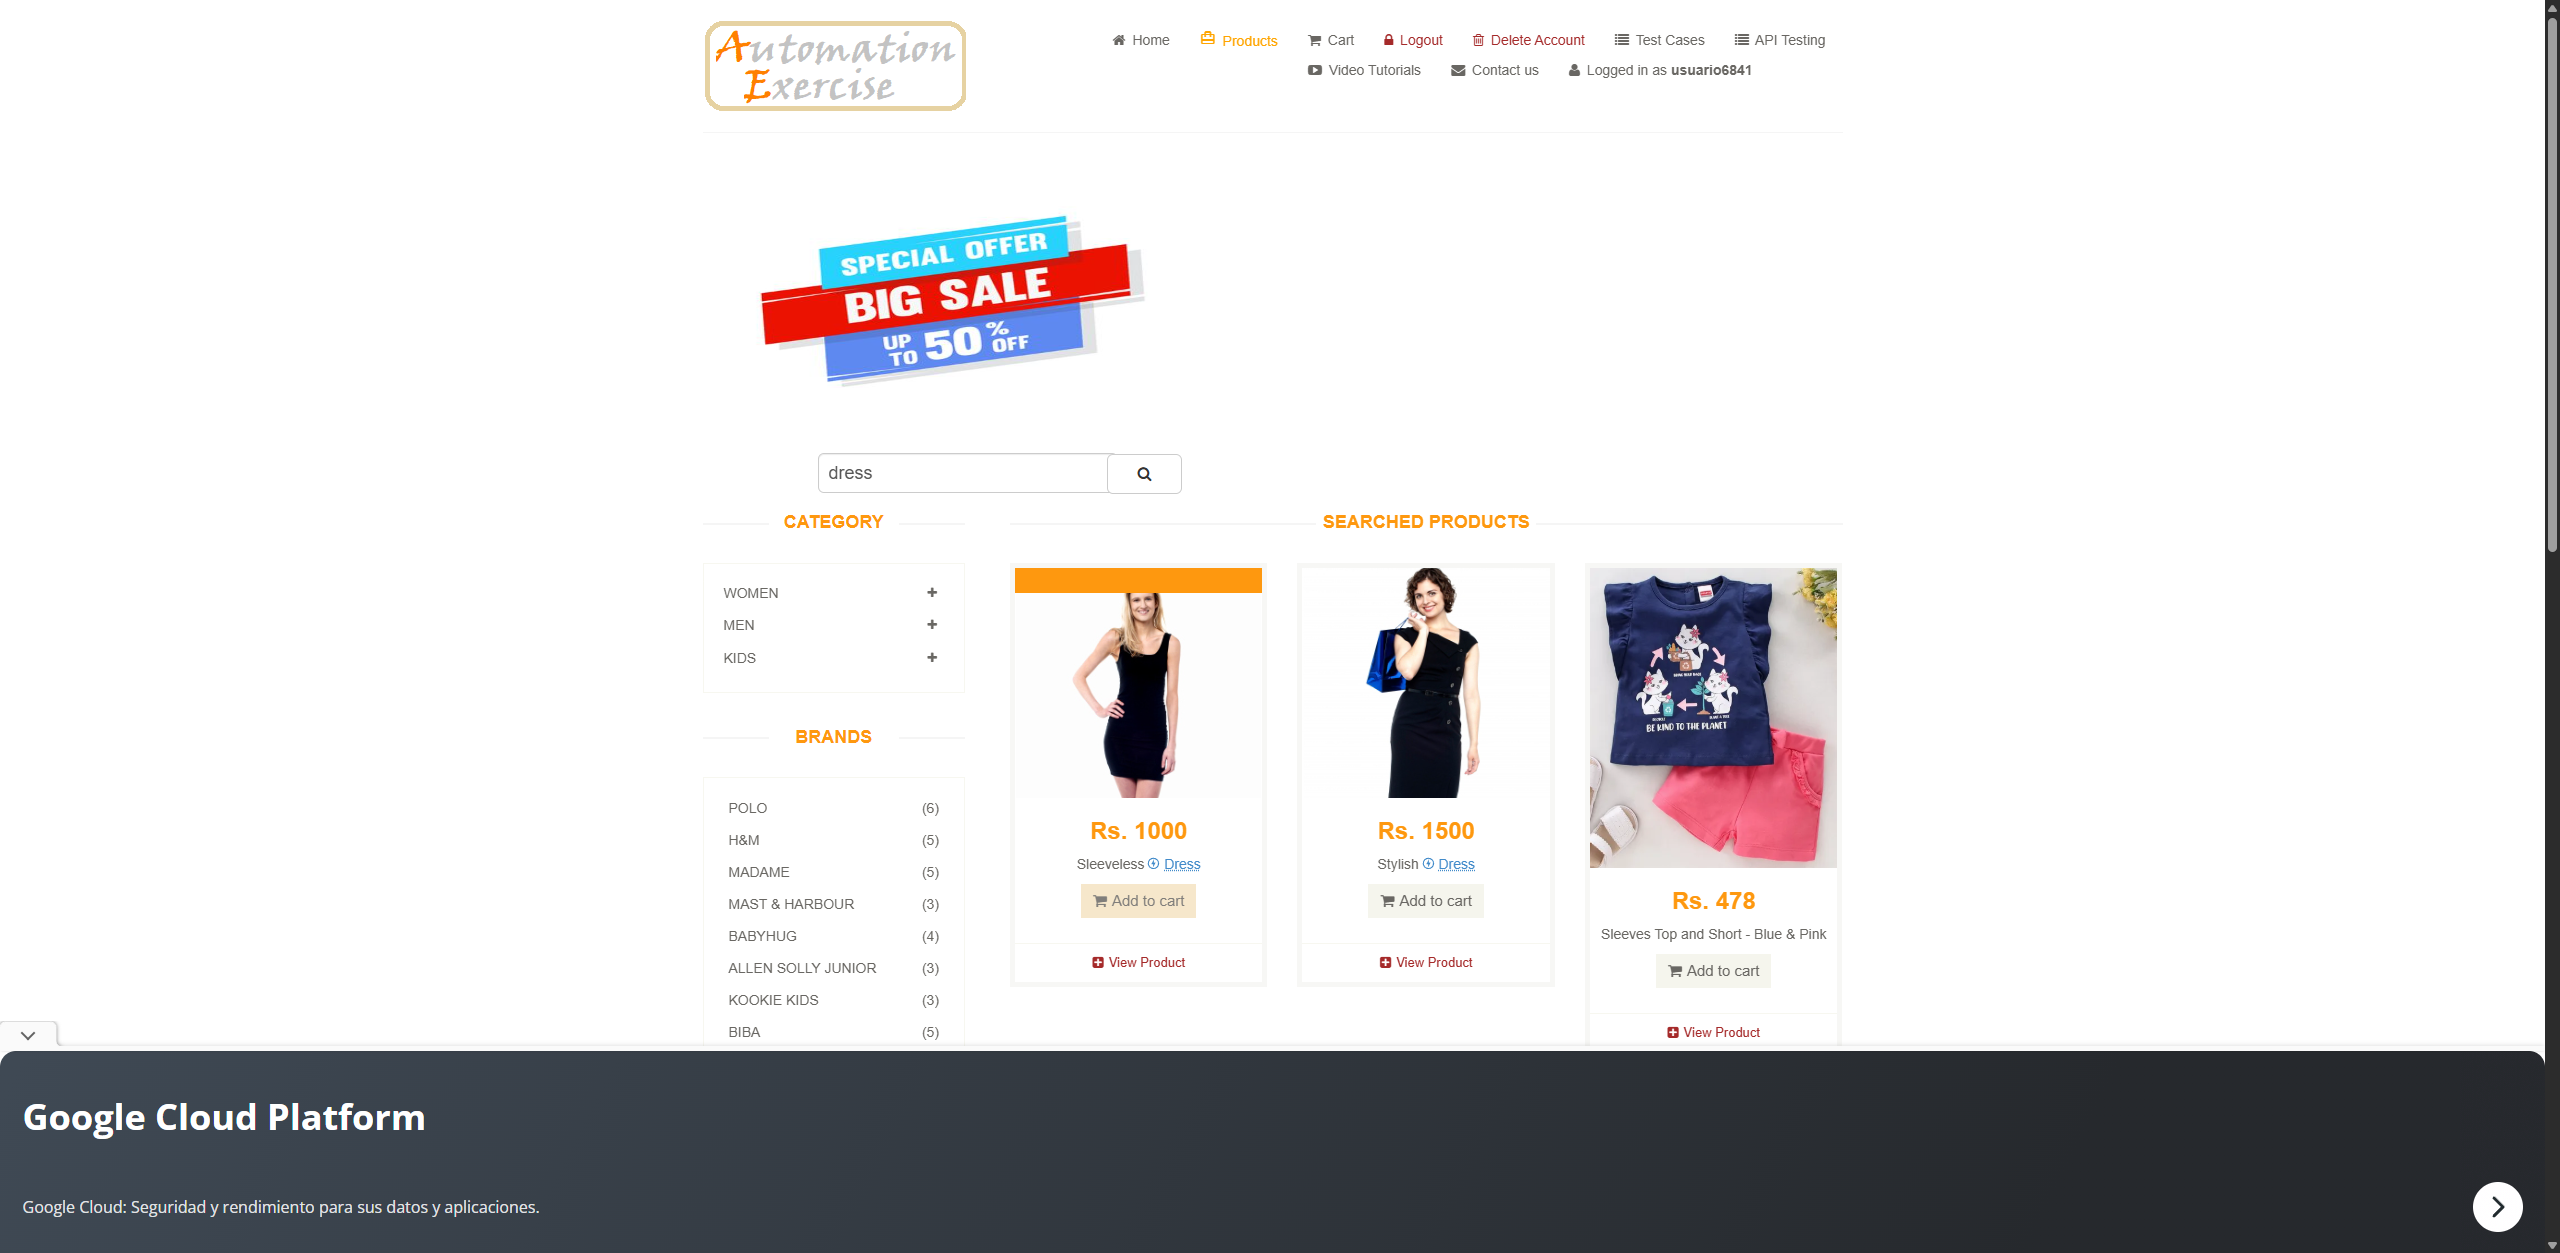 Automation
Exercise
Home
Products
Cart
Logout
Delete Account
Test Cases
API Testing
Video Tutorials
Contact us
Logged in as usuario6841
SPECIAL OFFER
BIG SALE
UP TO 50% OFF
dress
CATEGORY
WOMEN
MEN
KIDS
BRANDS
POLO (6)
H&M (5)
MADAME (5)
MAST & HARBOUR (3)
BABYHUG (4)
ALLEN SOLLY JUNIOR (3)
KOOKIE KIDS (3)
BIBA (5)
SEARCHED PRODUCTS
Rs. 1000
Sleeveless Dress
Add to cart
View Product
Rs. 1500
Stylish Dress
Add to cart
View Product
BE KIND TO THE PLANET
Rs. 478
Sleeves Top and Short - Blue & Pink
Add to cart
View Product
Google Cloud Platform
Google Cloud: Seguridad y rendimiento para sus datos y aplicaciones.